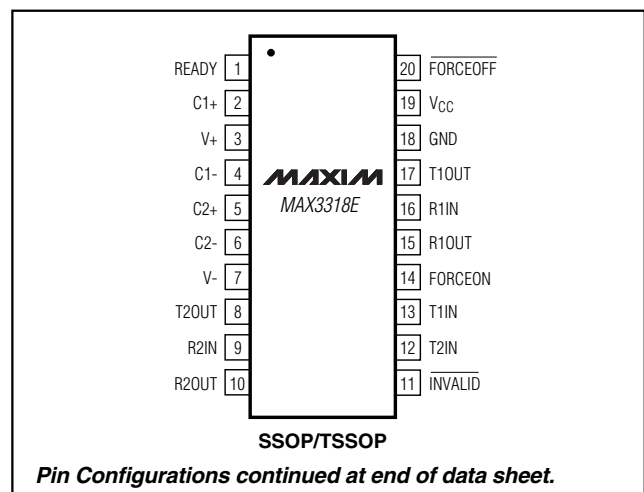 READY 1
C1+ 2
V+ 3
C1- 4
C2+ 5
C2- 6
V- 7
T2OUT 8
R2IN 9
R2OUT 10
MAXIM
MAX3318E
20 FORCEOFF
19 VCC
18 GND
17 T1OUT
16 R1IN
15 R1OUT
14 FORCEON
13 T1IN
12 T2IN
11 INVALID
SSOP/TSSOP
Pin Configurations continued at end of data sheet.